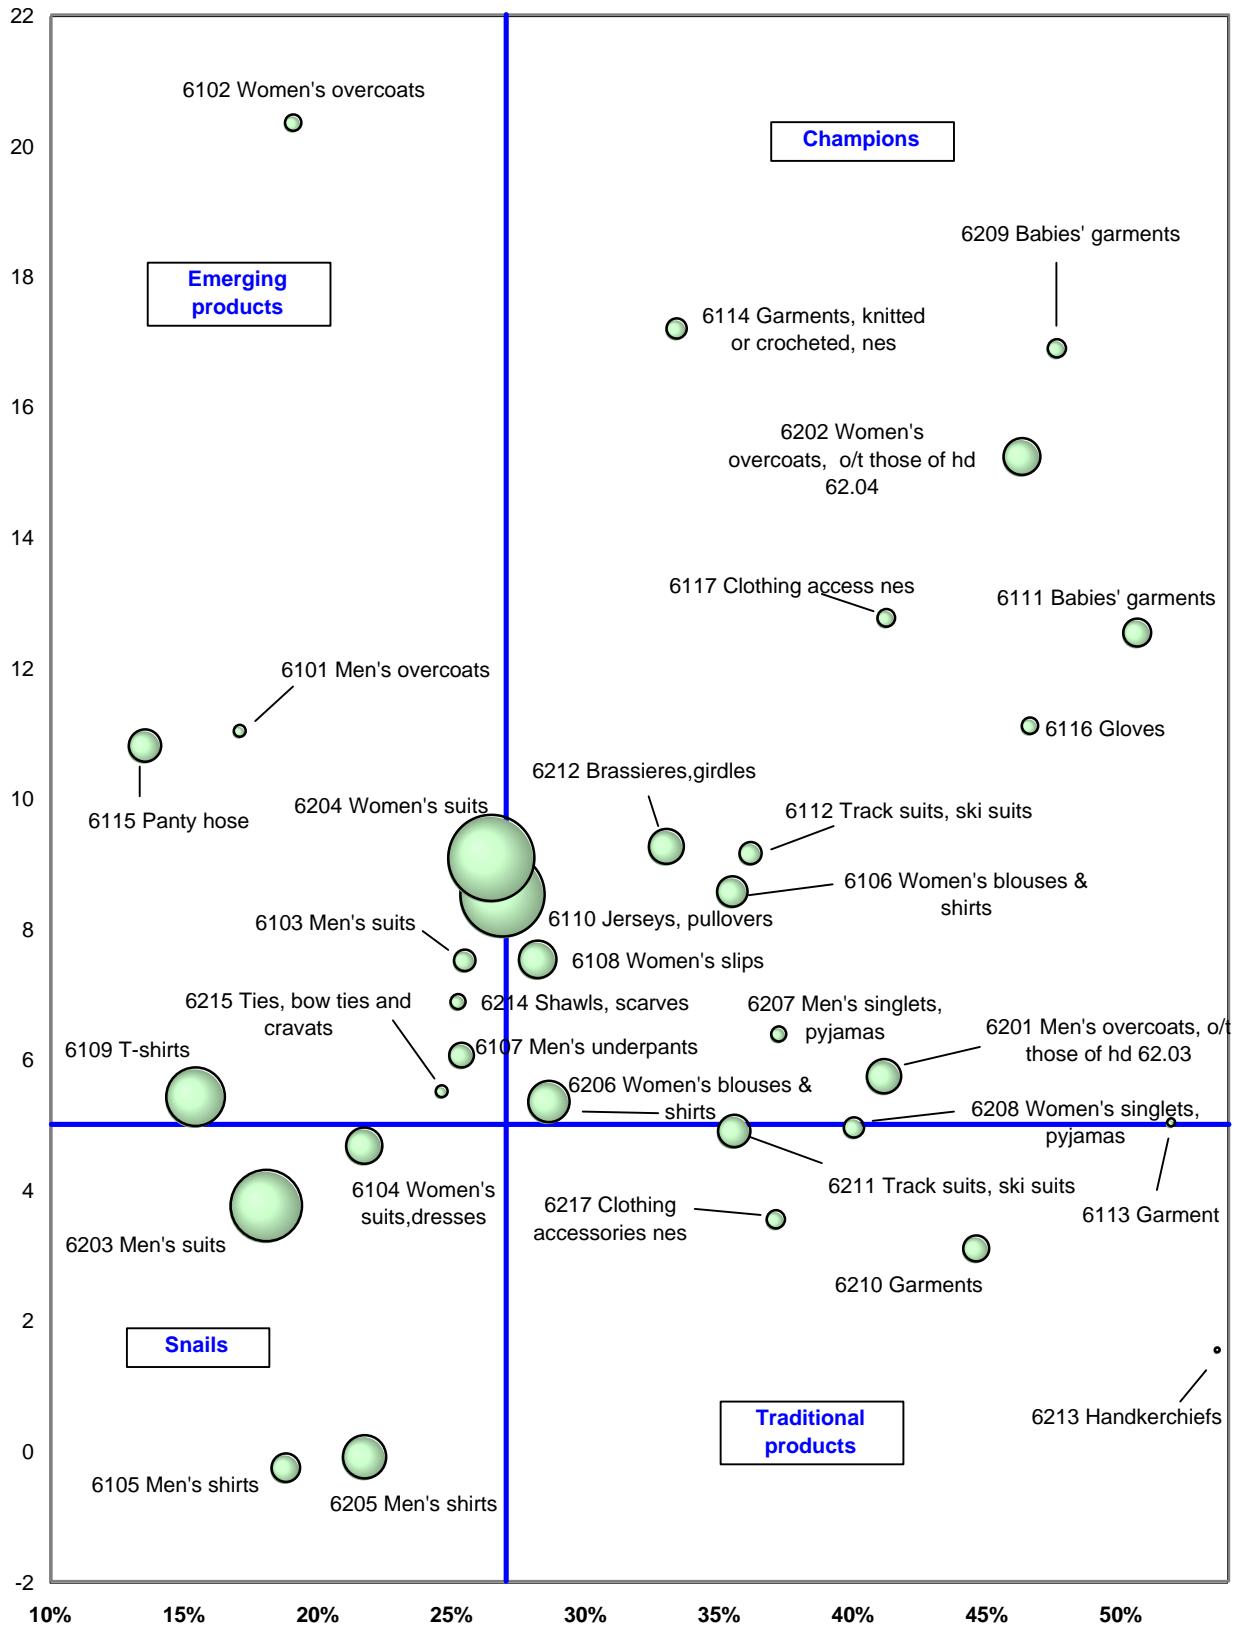 22
6102 Women's overcoats
20
Champions
6209 Babies' garments
18
Emerging
products
6114 Garments, knitted
or crocheted, nes
16
6202 Women's
overcoats, o/t those of hd
62.04
14
6117 Clothing access nes
6111 Babies' garments
12
6101 Men's overcoats
6116 Gloves
6212 Brassieres,girdles
10
6204 Women's suits
6112 Track suits, ski suits
6115 Panty hose
6106 Women's blouses &
shirts
8
6103 Men's suits
6110 Jerseys, pullovers
6108 Women's slips
6215 Ties, bow ties and
cravats
6214 Shawls, scarves
6207 Men's singlets,
pyjamas
6201 Men's overcoats, o/t
those of hd 62.03
6
6109 T-shirts
6107 Men's underpants
6206 Women's blouses &
shirts
6208 Women's singlets,
pyjamas
4
6104 Women's
suits,dresses
6211 Track suits, ski suits
6217 Clothing
accessories nes
6113 Garment
6203 Men's suits
6210 Garments
2
Snails
6213 Handkerchiefs
Traditional
products
0
6105 Men's shirts
6205 Men's shirts
-2
10% 15% 20% 25% 30% 35% 40% 45% 50%